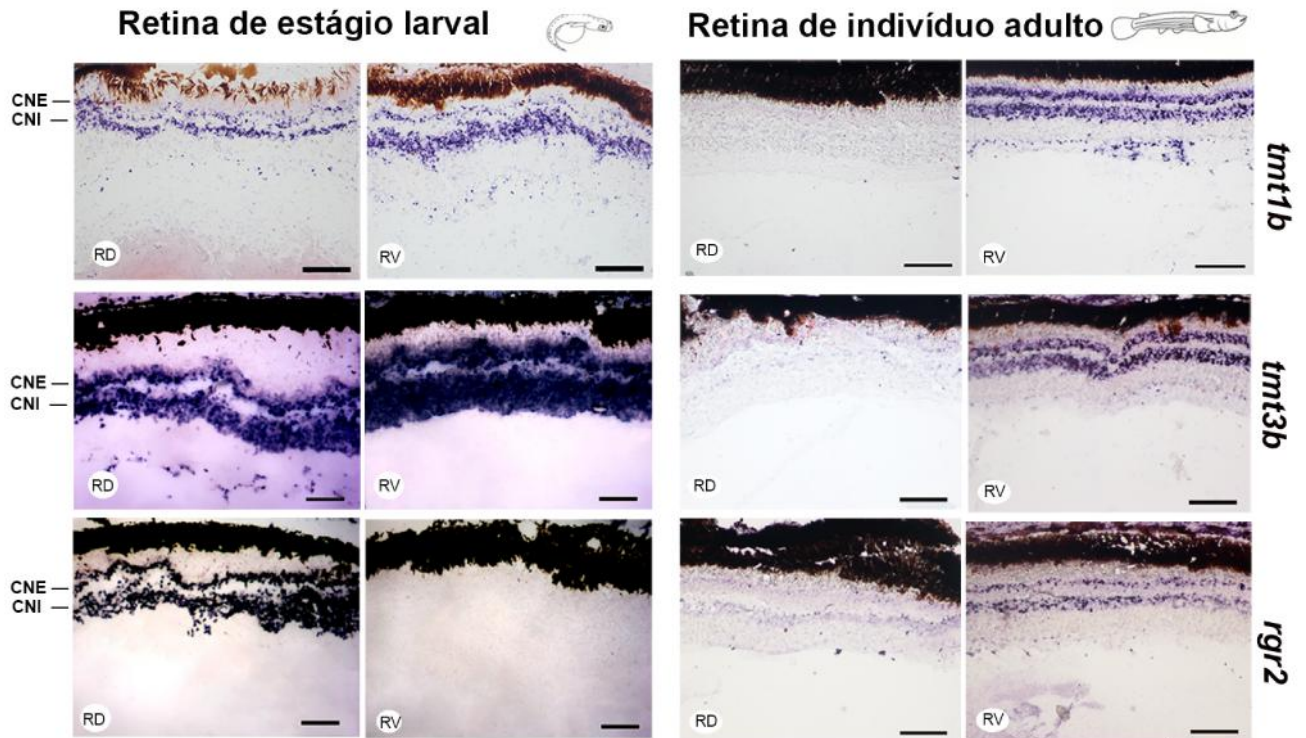 Retina de estágio larval
Retina de indivíduo adulto
CNE
CNI
RD
RV
RD
RV
tmt1b
CNE
CNI
RD
RV
RD
RV
tmt3b
CNE
CNI
RD
RV
RD
RV
rgr2